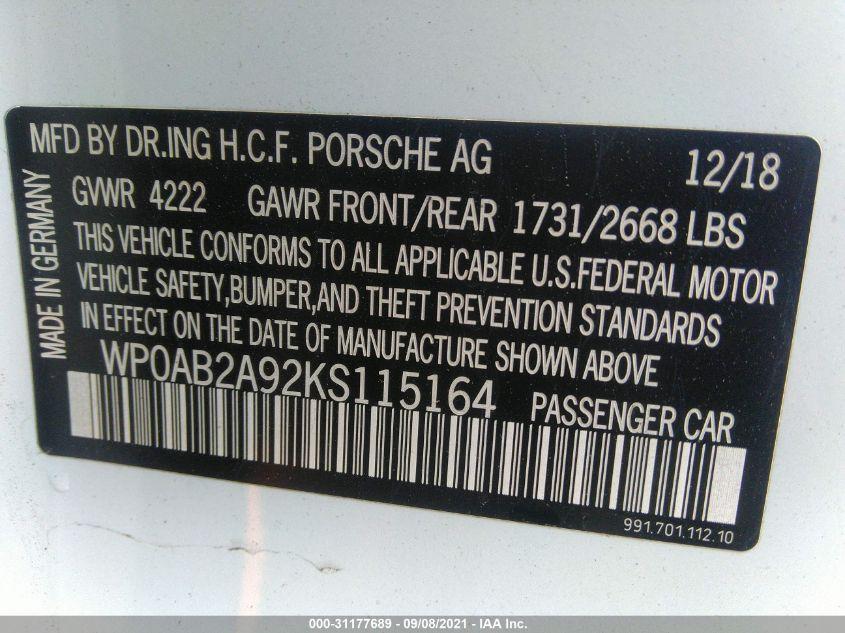 MFD BY DR.ING H.C.F. PORSCHE AG 12/18
GVWR 4222 GAWR FRONT/REAR 1731/2668 LBS
THIS VEHICLE CONFORMS TO ALL APPLICABLE U.S.FEDERAL MOTOR
VEHICLE SAFETY,BUMPER,AND THEFT PREVENTION STANDARDS
IN EFFECT ON THE DATE OF MANUFACTURE SHOWN ABOVE
WP0AB2A92KS115164 PASSENGER CAR
991.701.112.10
MADE IN GERMANY
000-31177689 - 09/08/2021 - IAA Inc.